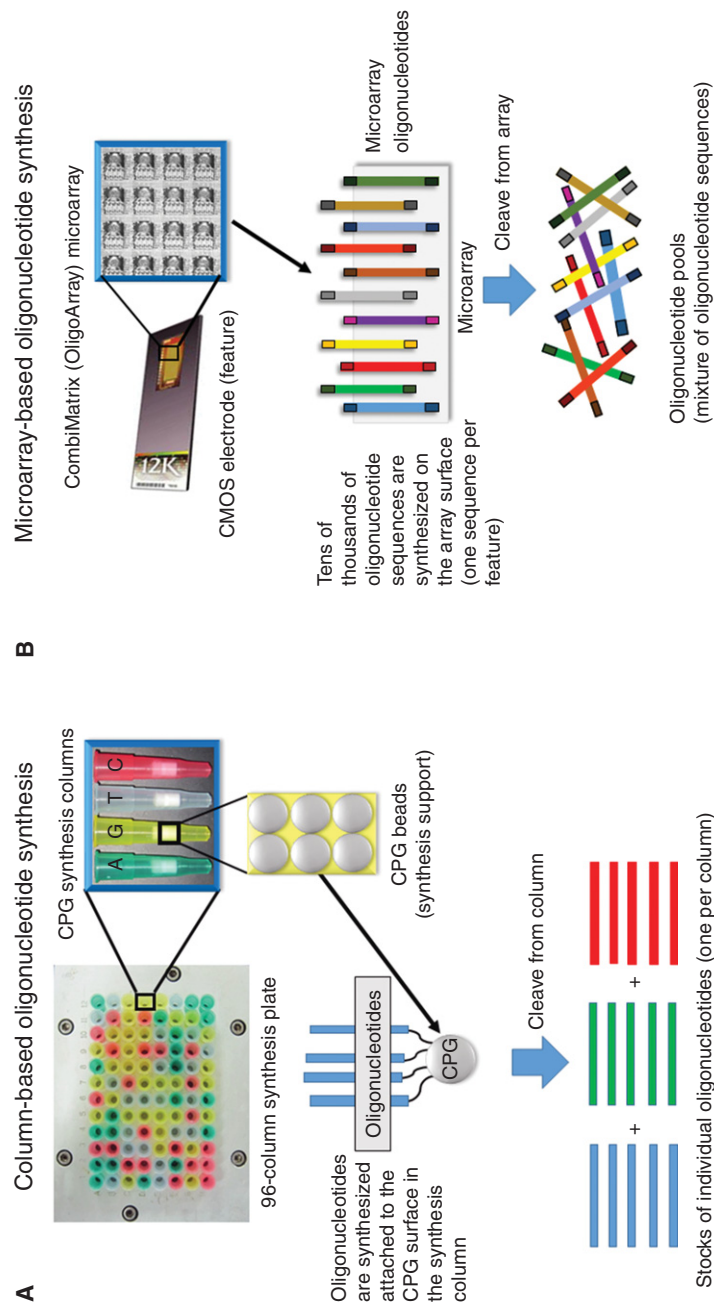 A
Column-based oligonucleotide synthesis
CPG synthesis columns
A G T C
96-column synthesis plate
CPG beads
(synthesis support)
Oligonucleotides
are synthesized
attached to the
CPG surface in
the synthesis
column
Oligonucleotides
CPG
Cleave from column
+ +
Stocks of individual oligonucleotides (one per column)
B
Microarray-based oligonucleotide synthesis
CombiMatrix (OligoArray) microarray
12K
CMOS electrode (feature)
Tens of
thousands of
oligonucleotide
sequences are
synthesized on
the array surface
(one sequence per
feature)
Microarray
oligonucleotides
Microarray
Cleave from array
Oligonucleotide pools
(mixture of oligonucleotide sequences)